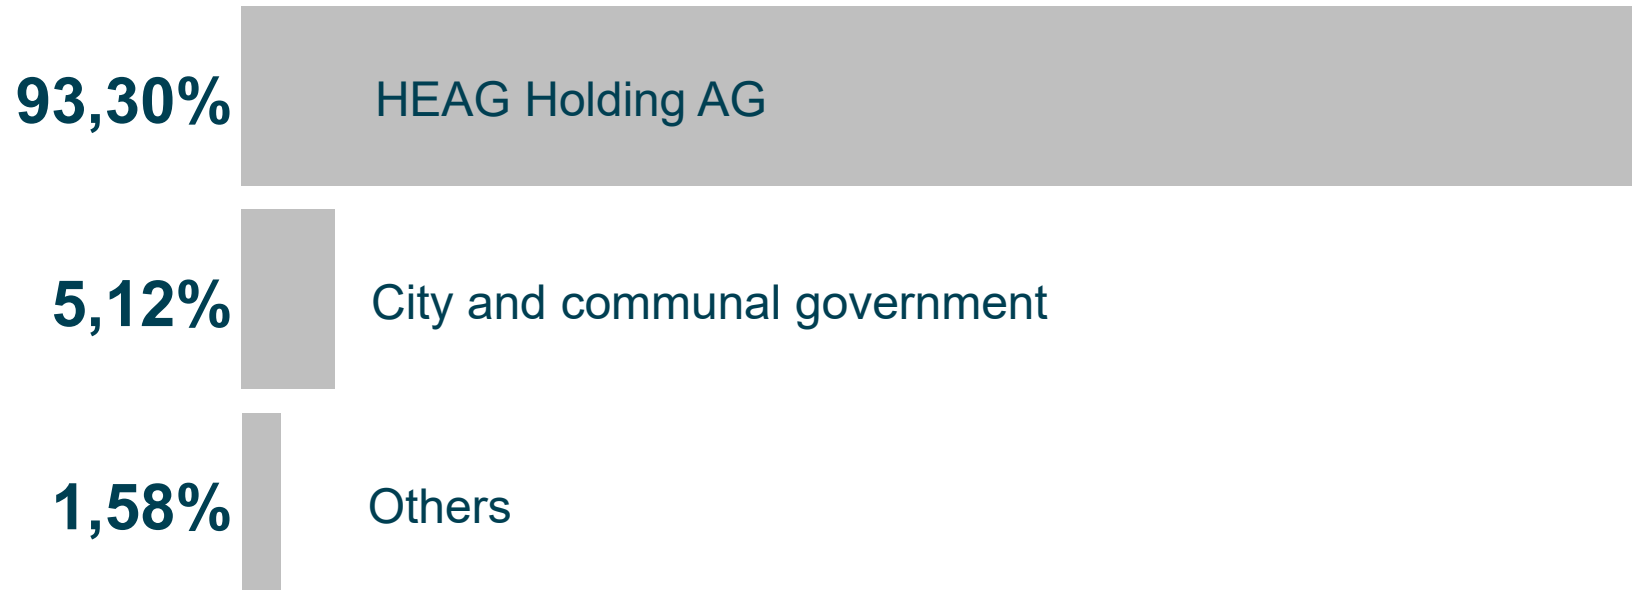 93,30% HEAG Holding AG
5,12% City and communal government
1,58% Others